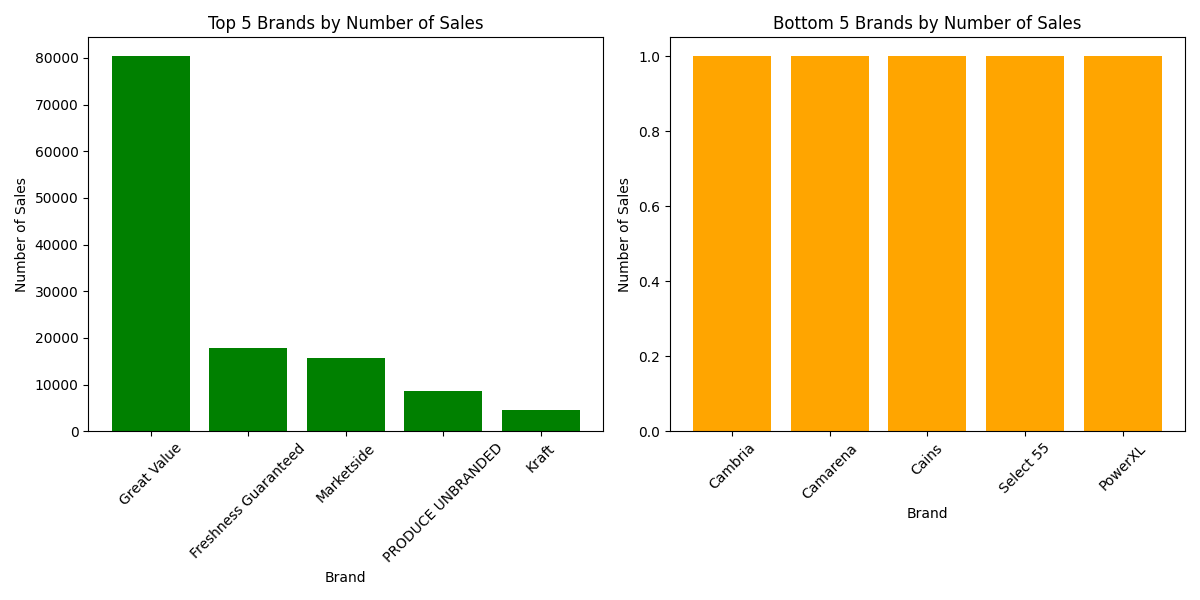 Top 5 Brands by Number of Sales
Number of Sales
80000
70000
60000
50000
40000
30000
20000
10000
0
Great Value
Freshness Guaranteed
Marketside
PRODUCE UNBRANDED
Kraft
Brand
Bottom 5 Brands by Number of Sales
Number of Sales
1.0
0.8
0.6
0.4
0.2
0.0
Cambria
Camarena
Cains
Select 55
PowerXL
Brand